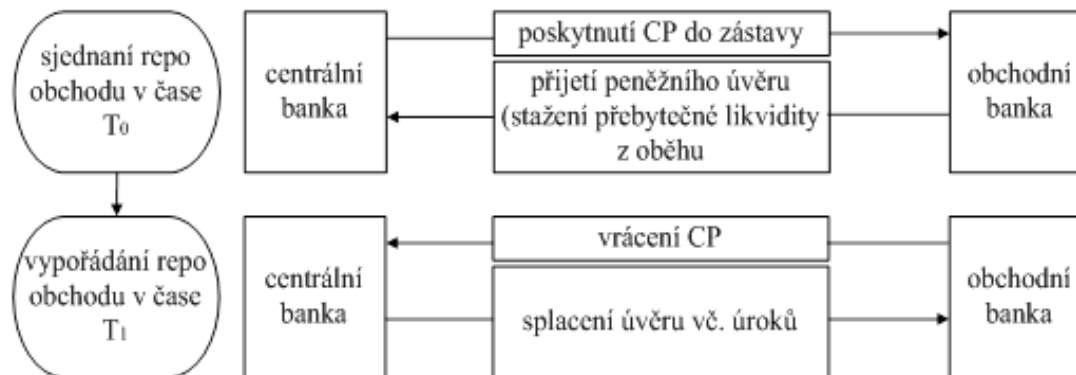 sjednaní repo
obchodu v čase
T0
centrální
banka
poskytnutí CP do zástavy
přijetí peněžního úvěru
(stažení přebytečné likvidity
z oběhu
obchodní
banka
vypořádání repo
obchodu v čase
T1
centrální
banka
vrácení CP
splacení úvěru vč. úroků
obchodní
banka